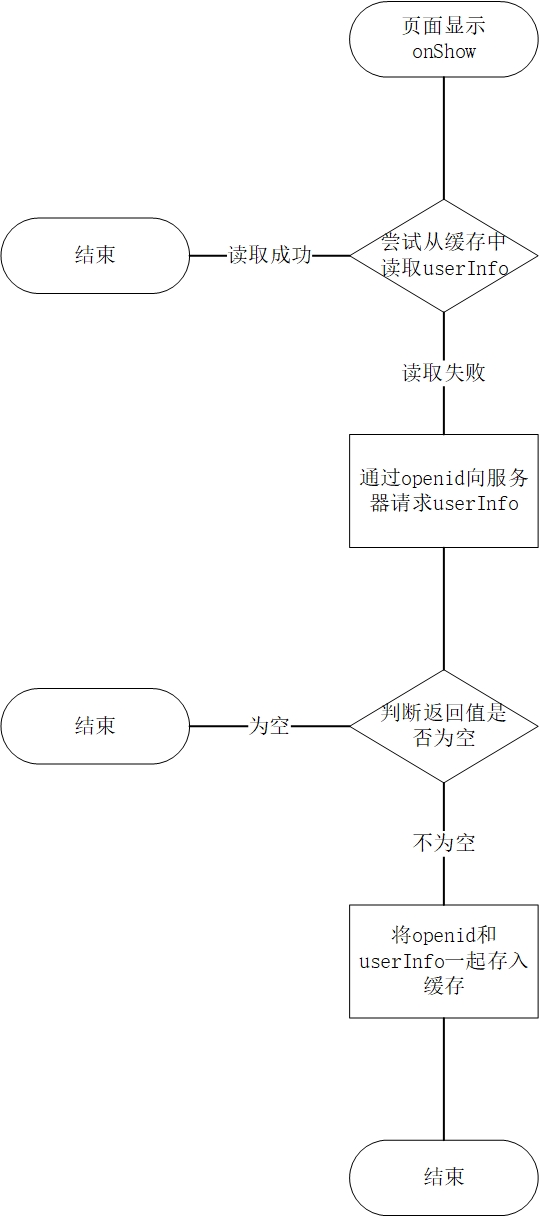 页面显示
onShow
结束
读取成功
尝试从缓存中
读取userInfo
读取失败
通过openid向服务
器请求userInfo
结束
为空
判断返回值是
否为空
不为空
将openid和
userInfo一起存入
缓存
结束